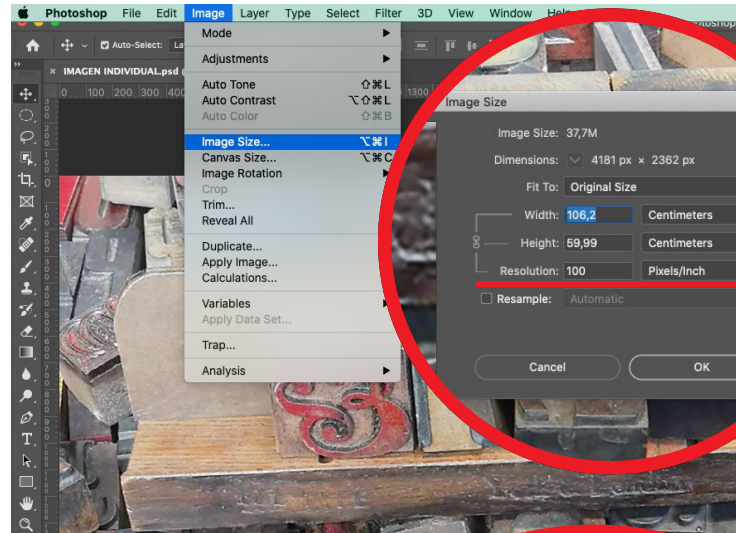 Photoshop File Edit Image Layer Type Select Filter 3D View Window Help
Auto-Select:
× IMAGEN INDIVIDUAL.psd
0 100 200 300 400 1300
Mode
Adjustments
Auto Tone ⇧⌘L
Auto Contrast ⌥⇧⌘L
Auto Color ⇧⌘B
Image Size... ⌥⌘I
Canvas Size... ⌥⌘C
Image Rotation
Crop
Trim...
Reveal All
Duplicate...
Apply Image...
Calculations...
Variables
Apply Data Set...
Trap...
Analysis
Image Size
Image Size: 37,7M
Dimensions: 4181 px × 2362 px
Fit To: Original Size
Width: 106,2 Centimeters
Height: 59,99 Centimeters
Resolution: 100 Pixels/Inch
Resample: Automatic
Cancel OK